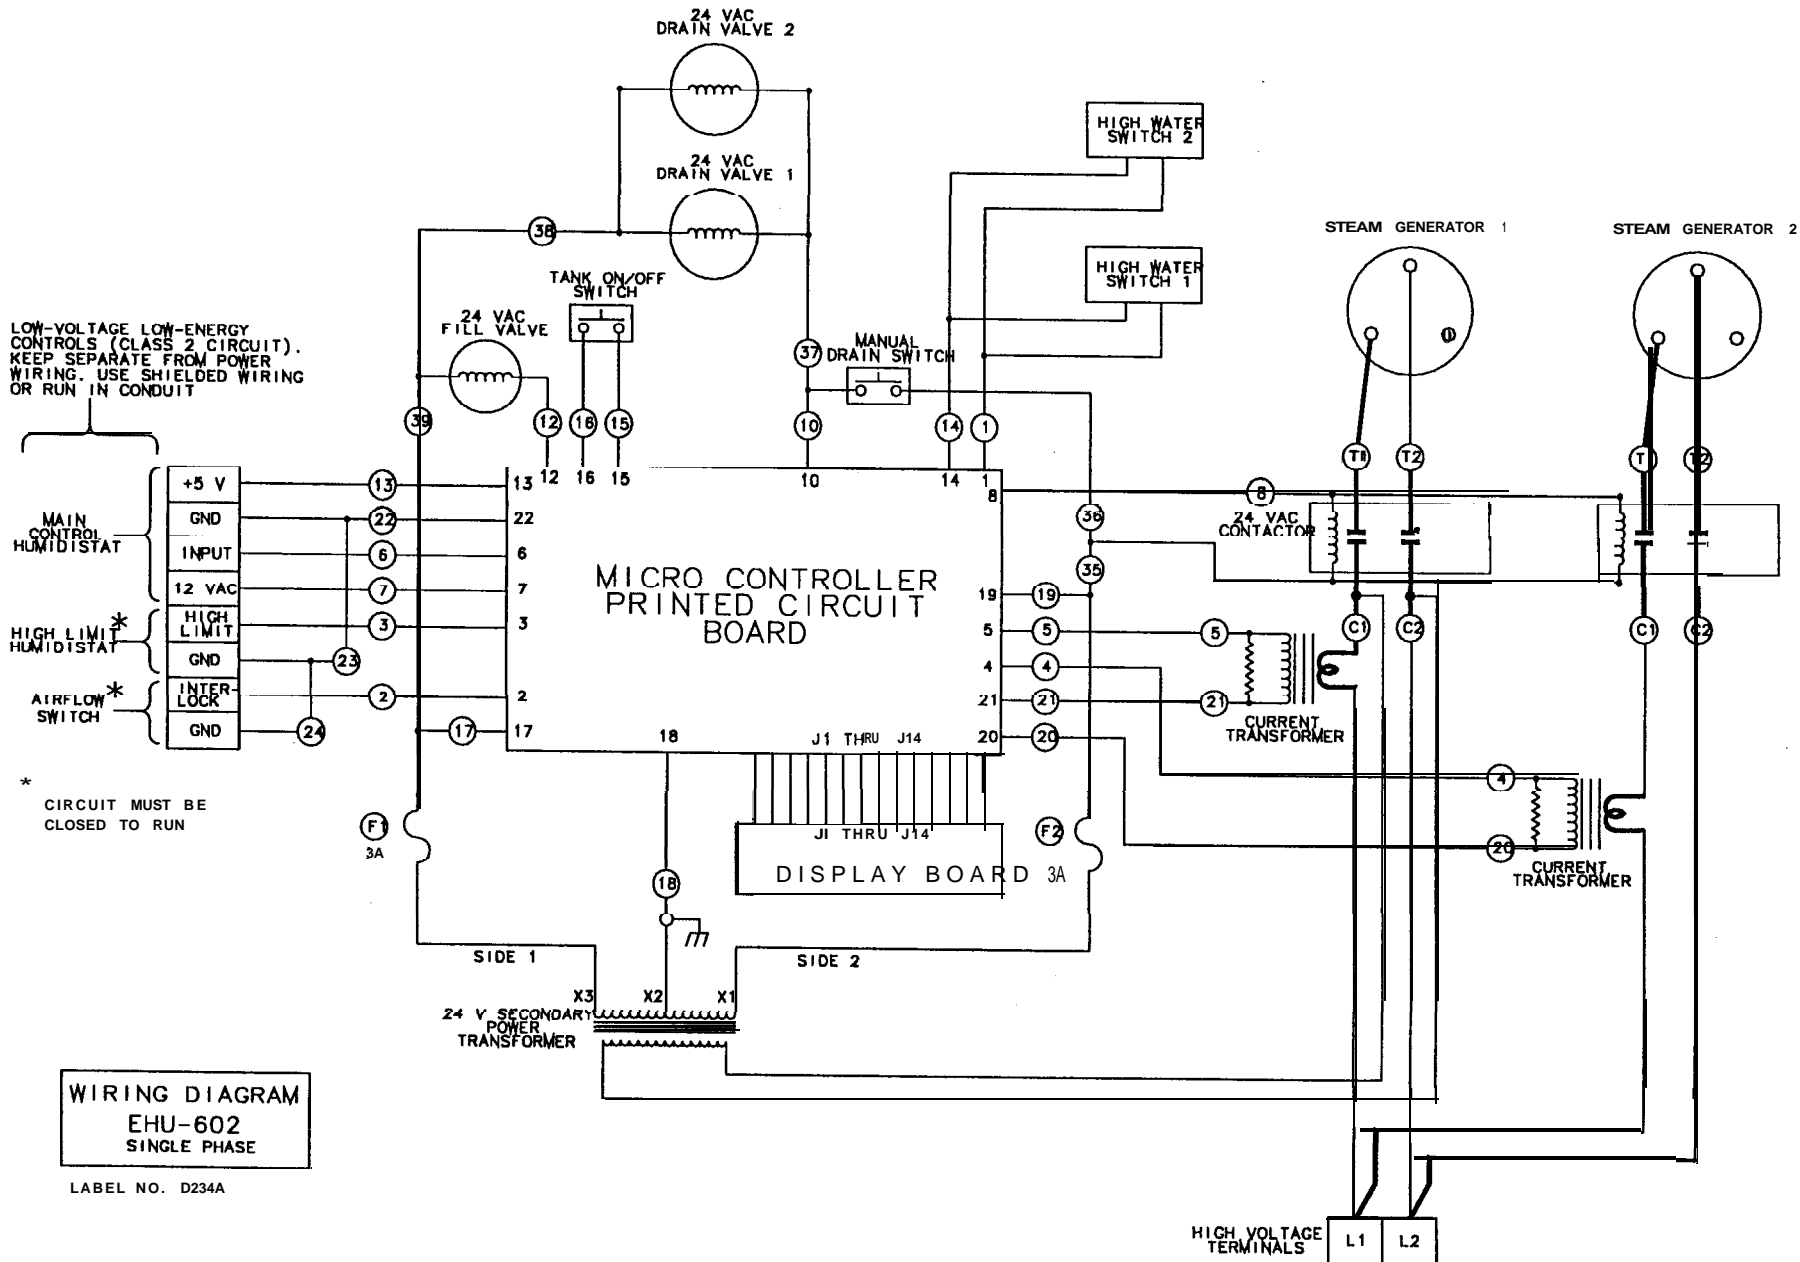 24 VAC
DRAIN VALVE 2
24 VAC
DRAIN VALVE 1
HIGH WATER
SWITCH 2
HIGH WATER
SWITCH 1
STEAM GENERATOR 1
STEAM GENERATOR 2
38
TANK ON/OFF
SWITCH
24 VAC
FILL VALVE
LOW-VOLTAGE LOW-ENERGY
CONTROLS (CLASS 2 CIRCUIT).
KEEP SEPARATE FROM POWER
WIRING. USE SHIELDED WIRING
OR RUN IN CONDUIT
37
MANUAL
DRAIN SWITCH
39
12
16
15
10
14
1
T1
T2
T
T2
12
16
15
10
14
1
8
8
24 VAC
CONTACTOR
36
35
MAIN
CONTROL
HUMIDISTAT
+5 V
13
13
GND
22
22
INPUT
6
6
12 VAC
7
7
*
HIGH LIMIT
HUMIDISTAT
HIGH
LIMIT
3
3
GND
23
*
AIRFLOW
SWITCH
INTER-
LOCK
2
2
GND
24
17
17
18
MICRO CONTROLLER
PRINTED CIRCUIT
BOARD
19
19
5
5
5
4
4
21
21
21
20
20
C1
C2
C1
C2
CURRENT
TRANSFORMER
J1 THRU J14
*
CIRCUIT MUST BE
CLOSED TO RUN
F1
3A
J1 THRU J14
DISPLAY BOARD
F2
3A
4
20
CURRENT
TRANSFORMER
18
SIDE 1
SIDE 2
X3
X2
X1
24 V SECONDARY
POWER
TRANSFORMER
WIRING DIAGRAM
EHU-602
SINGLE PHASE
LABEL NO. D234A
HIGH VOLTAGE
TERMINALS
L1
L2